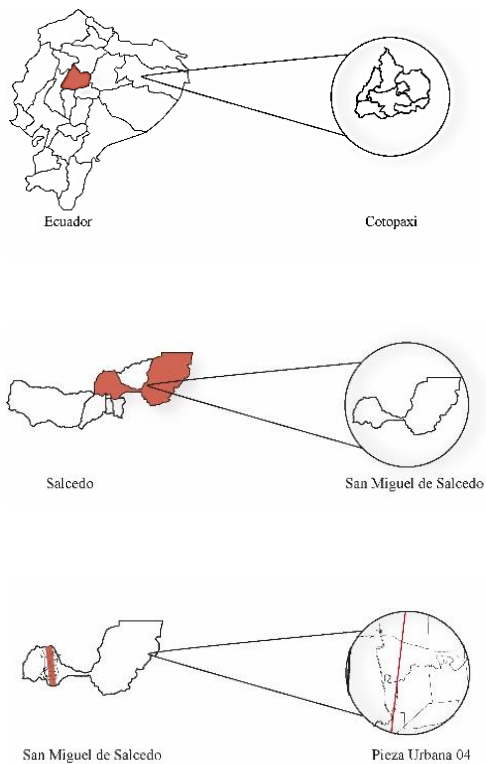 Ecuador
Cotopaxi
Salcedo
San Miguel de Salcedo
San Miguel de Salcedo
Pieza Urbana 04